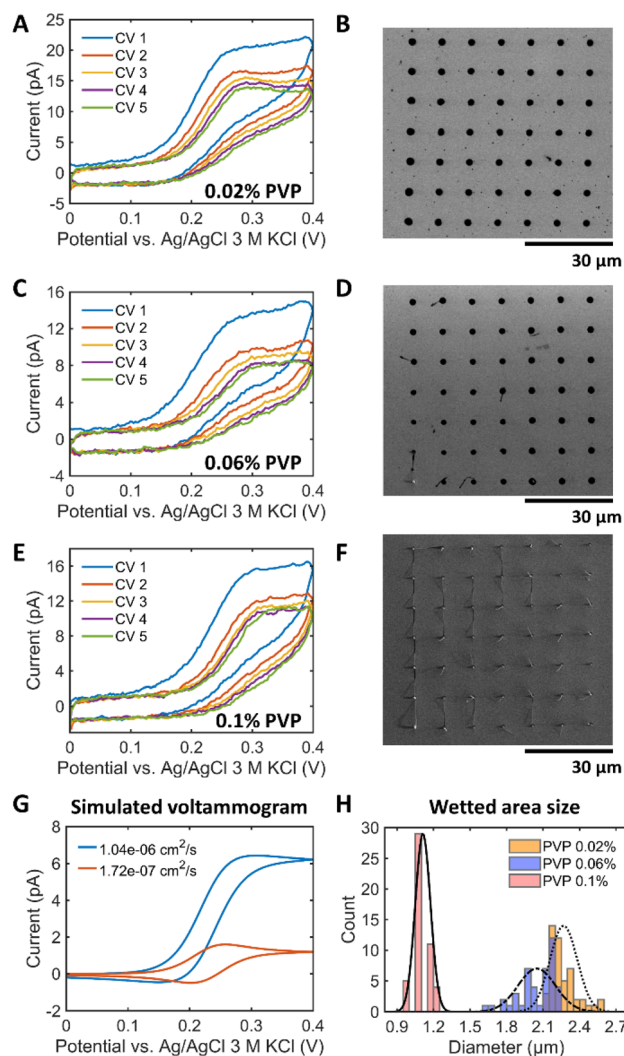 A
25
20
15
10
5
0
-5
Current (pA)
CV 1
CV 2
CV 3
CV 4
CV 5
0.02% PVP
0 0.1 0.2 0.3 0.4
Potential vs. Ag/AgCl 3 M KCl (V)
B
30 µm
C
16
12
8
4
0
-4
Current (pA)
CV 1
CV 2
CV 3
CV 4
CV 5
0.06% PVP
0 0.1 0.2 0.3 0.4
Potential vs. Ag/AgCl 3 M KCl (V)
D
30 µm
E
16
12
8
4
0
Current (pA)
CV 1
CV 2
CV 3
CV 4
CV 5
0.1% PVP
0 0.1 0.2 0.3 0.4
Potential vs. Ag/AgCl 3 M KCl (V)
F
30 µm
G Simulated voltammogram
8
6
4
2
0
-2
Current (pA)
1.04e-06 cm²/s
1.72e-07 cm²/s
0 0.1 0.2 0.3 0.4
Potential vs. Ag/AgCl 3 M KCl (V)
H Wetted area size
30
25
20
15
10
5
0
Count
PVP 0.02%
PVP 0.06%
PVP 0.1%
0.9 1.2 1.5 1.8 2.1 2.4 2.7
Diameter (µm)